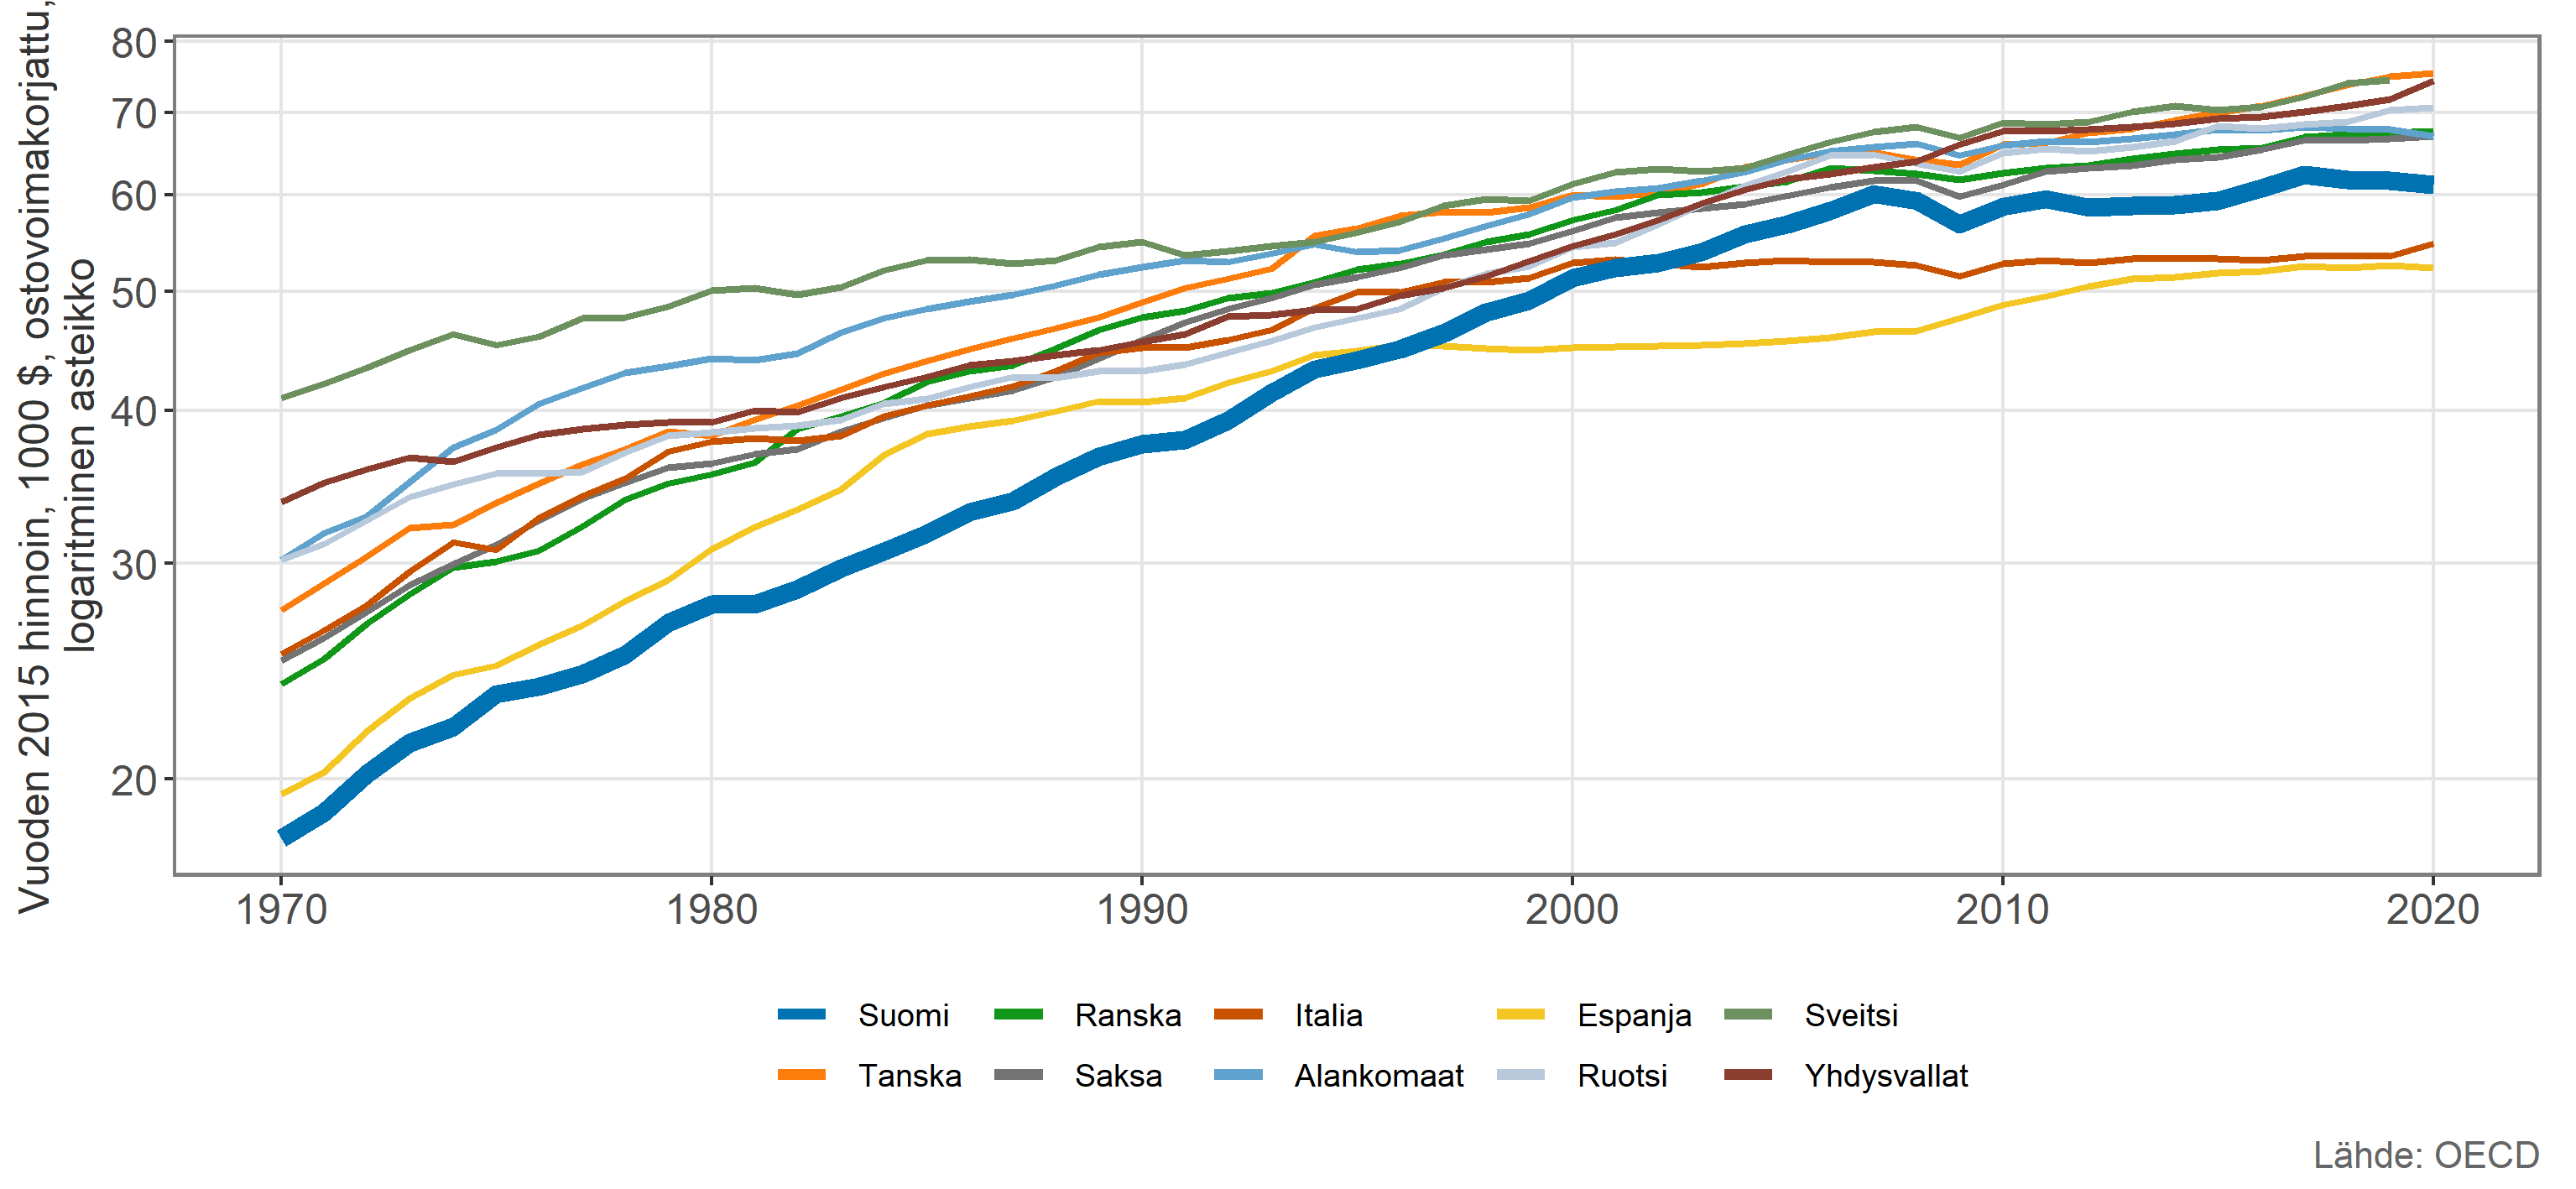 Vuoden 2015 hinnoin, 1000 $, ostovoimakorjattu,
logaritminen asteikko
80
70
60
50
40
30
20
1970 1980 1990 2000 2010 2020
Suomi Ranska Italia Espanja Sveitsi
Tanska Saksa Alankomaat Ruotsi Yhdysvallat
Lähde: OECD